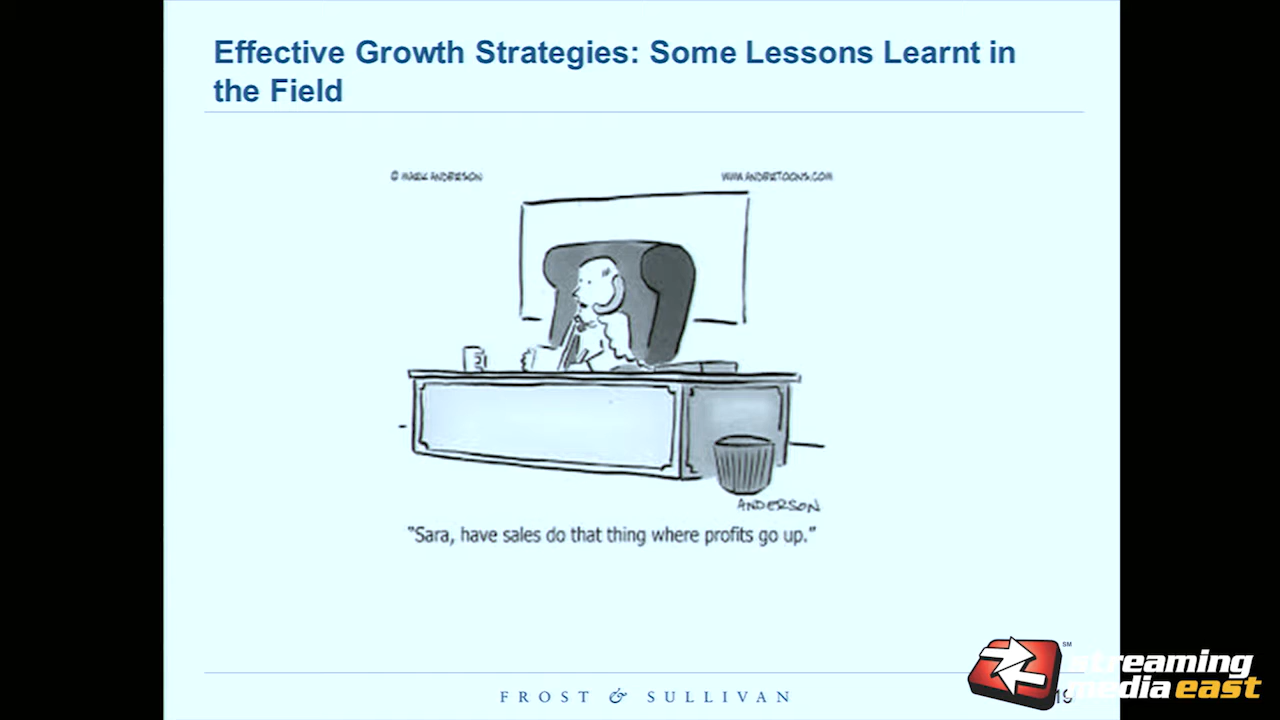 Effective Growth Strategies: Some Lessons Learnt in
the Field
© MARK ANDERSON
WWW.ANDERTOONS.COM
ANDERSON
"Sara, have sales do that thing where profits go up."
FROST & SULLIVAN
SM
streaming
media east